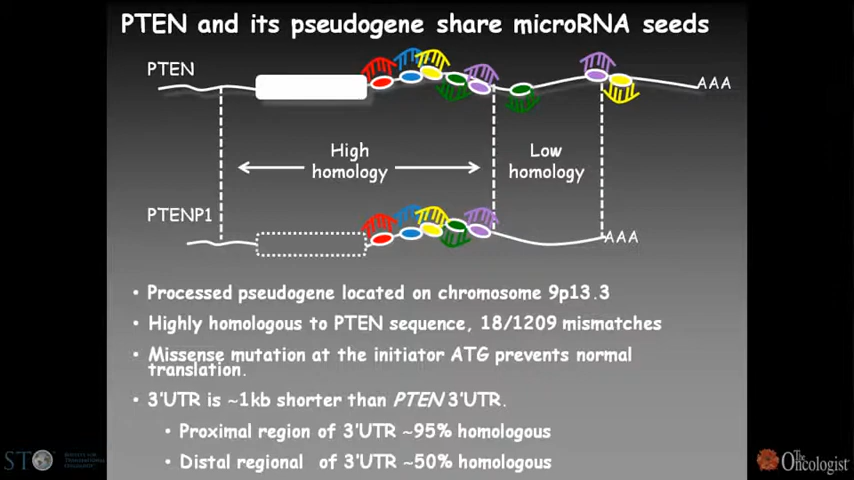 PTEN and its pseudogene share microRNA seeds
PTEN
AAA
High
homology
Low
homology
PTENP1
AAA
• Processed pseudogene located on chromosome 9p13.3
• Highly homologous to PTEN sequence, 18/1209 mismatches
• Missense mutation at the initiator ATG prevents normal
translation.
• 3'UTR is ~1kb shorter than PTEN 3'UTR.
• Proximal region of 3'UTR ~95% homologous
• Distal regional of 3'UTR ~50% homologous
The
Oncologist